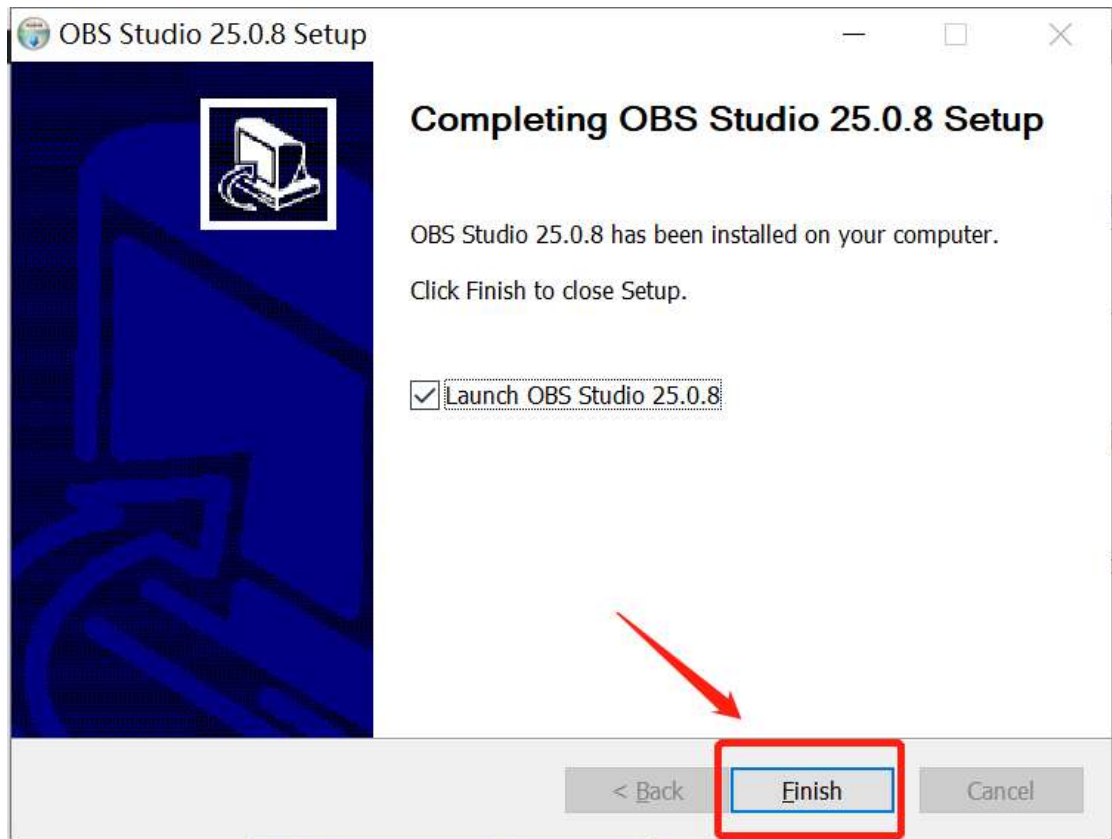 OBS Studio 25.0.8 Setup
Completing OBS Studio 25.0.8 Setup
OBS Studio 25.0.8 has been installed on your computer.
Click Finish to close Setup.
Launch OBS Studio 25.0.8
< Back
Finish
Cancel